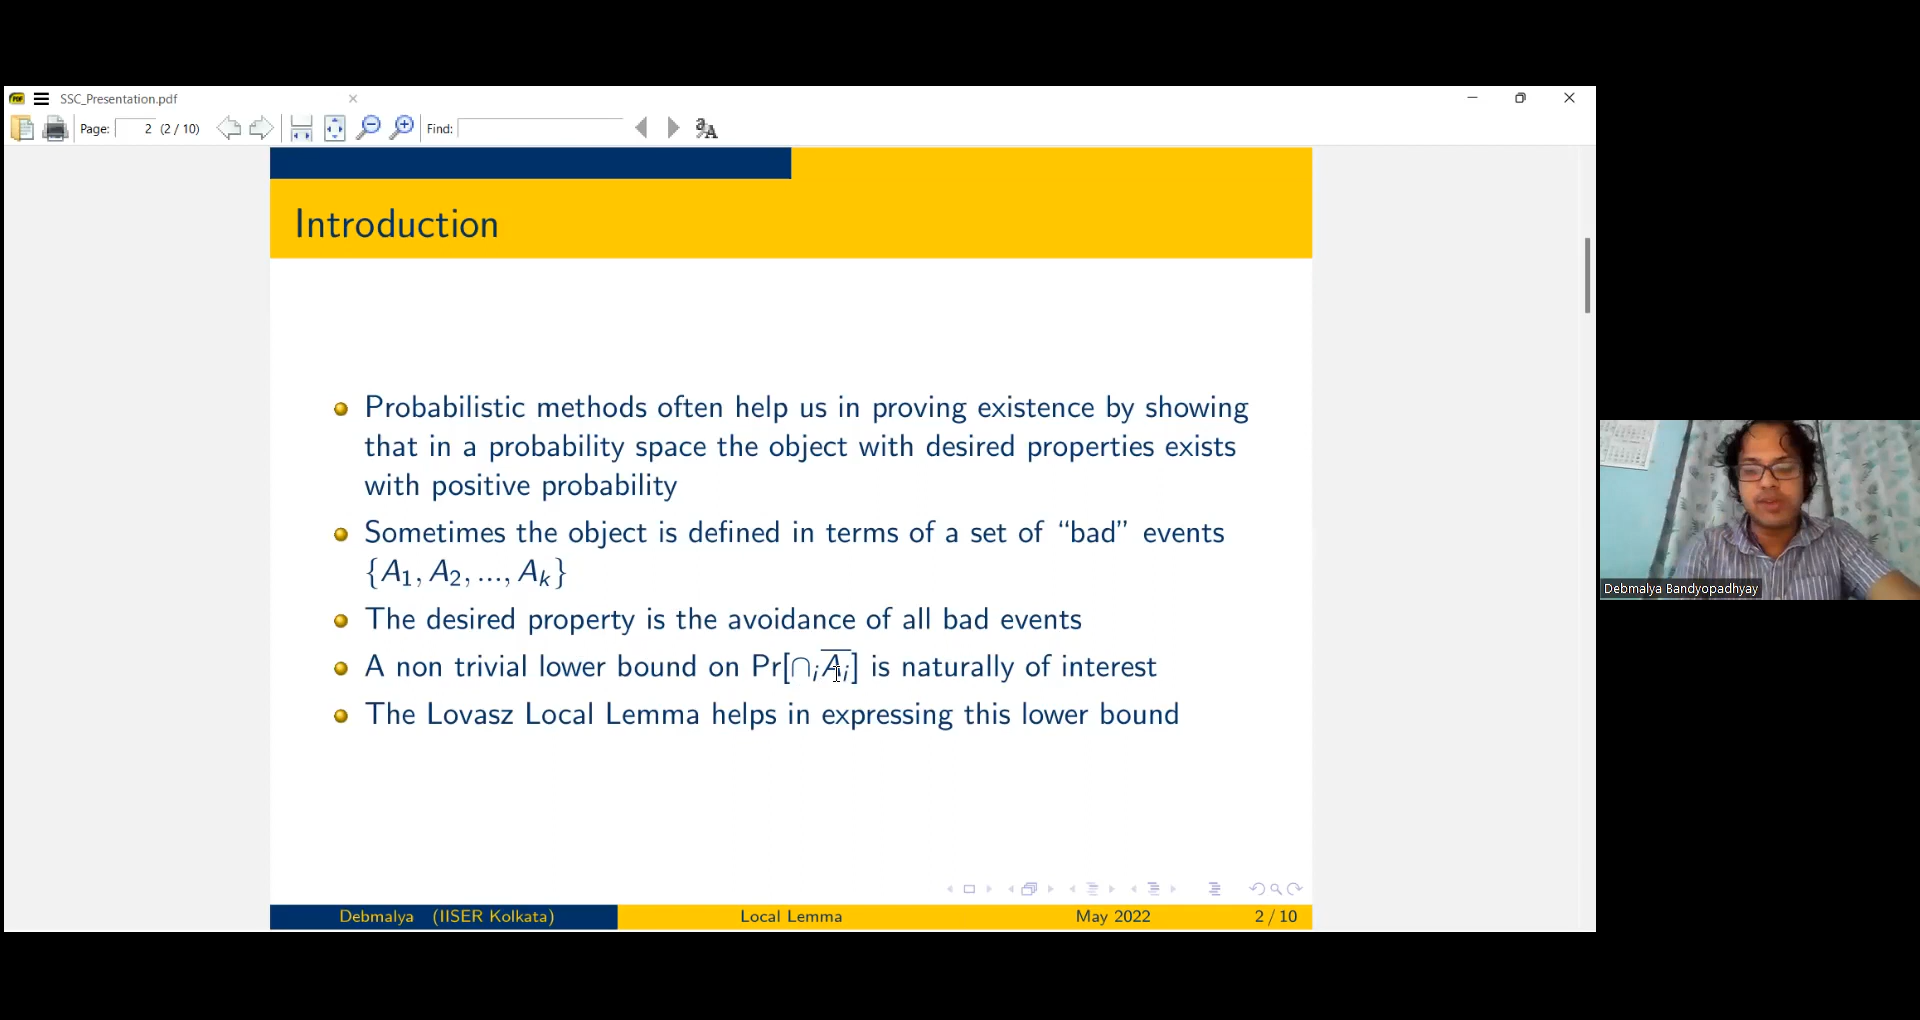 SSC_Presentation.pdf
Page: 2 (2 / 10) Find:
Introduction
Probabilistic methods often help us in proving existence by showing
that in a probability space the object with desired properties exists
with positive probability
Sometimes the object is defined in terms of a set of “bad” events
{A₁, A₂, ..., Aₖ}
The desired property is the avoidance of all bad events
A non trivial lower bound on Pr[∩ᵢA̅ᵢ] is naturally of interest
The Lovasz Local Lemma helps in expressing this lower bound
Debmalya (IISER Kolkata) Local Lemma May 2022 2 / 10
Debmalya Bandyopadhyay